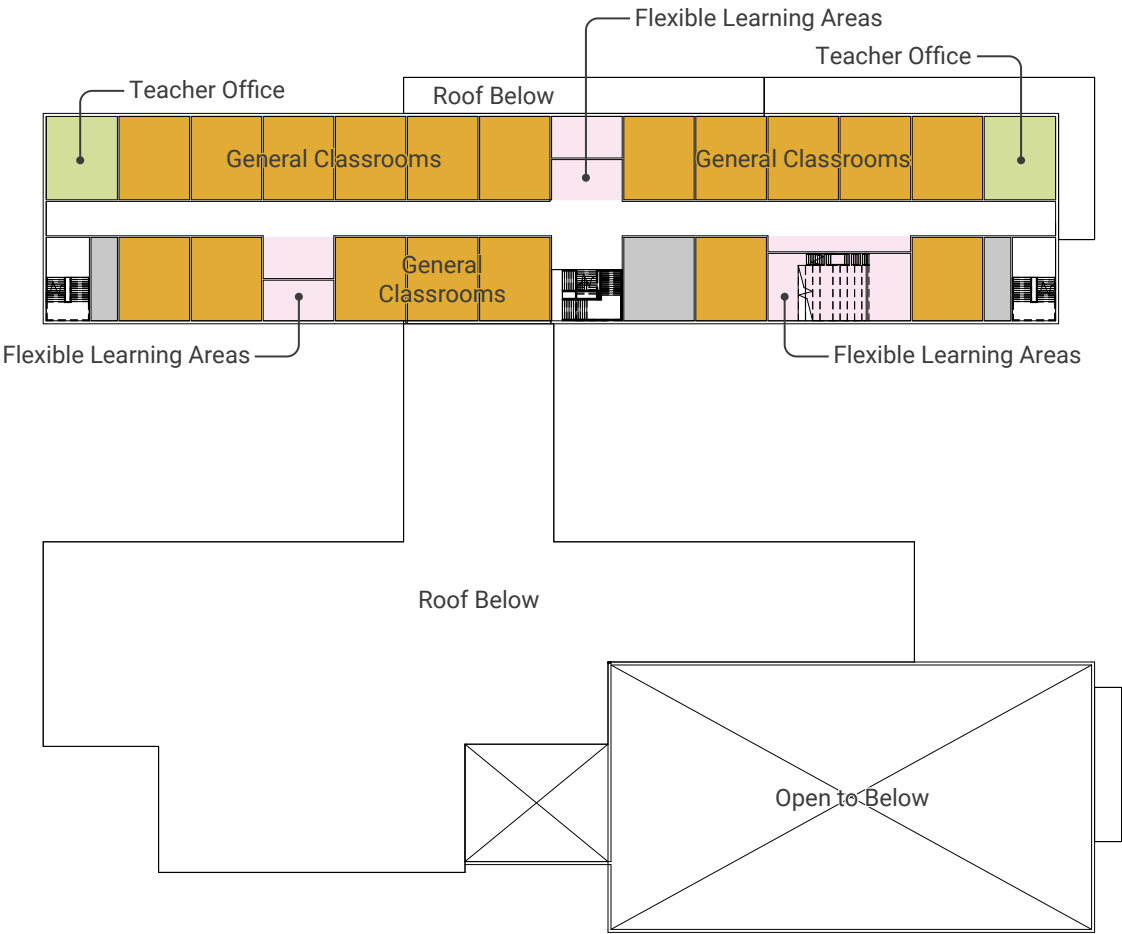 Flexible Learning Areas
Teacher Office
Teacher Office
Roof Below
General Classrooms
General Classrooms
General
Classrooms
Flexible Learning Areas
Flexible Learning Areas
Roof Below
Open to Below